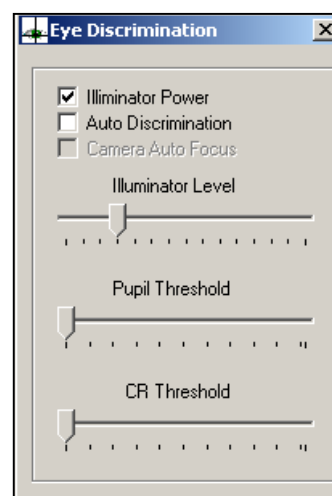 Eye Discrimination
Illiminator Power
Auto Discrimination
Camera Auto Focus
Illuminator Level
Pupil Threshold
CR Threshold